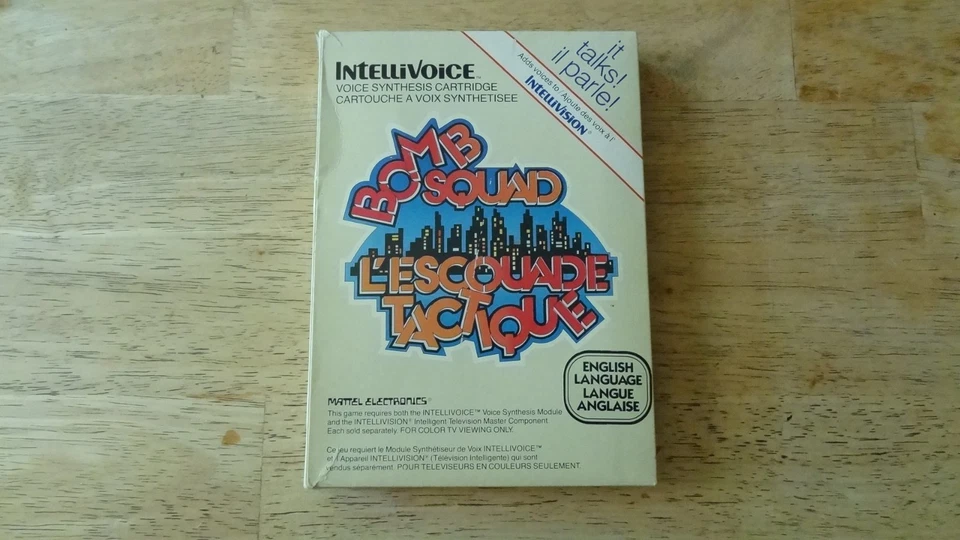 INTELLIVOICE™
VOICE SYNTHESIS CARTRIDGE
CARTOUCHE A VOIX SYNTHETISEE
it
talks!
il parle!
Adds voices to/Ajoute des voix à l'
INTELLIVISION®
BOMB
SQUAD
L'ESCOUADE
TACTIQUE
ENGLISH
LANGUAGE
LANGUE
ANGLAISE
MATTEL ELECTRONICS®
This game requires both the INTELLIVOICE™ Voice Synthesis Module
and the INTELLIVISION® Intelligent Television Master Component.
Each sold separately. FOR COLOR TV VIEWING ONLY.
Ce jeu requiert le Module Synthétiseur de Voix INTELLIVOICE™
et l'Appareil INTELLIVISION® (Télévision Intelligente) qui sont
vendus séparément. POUR TELEVISEURS EN COULEURS SEULEMENT.